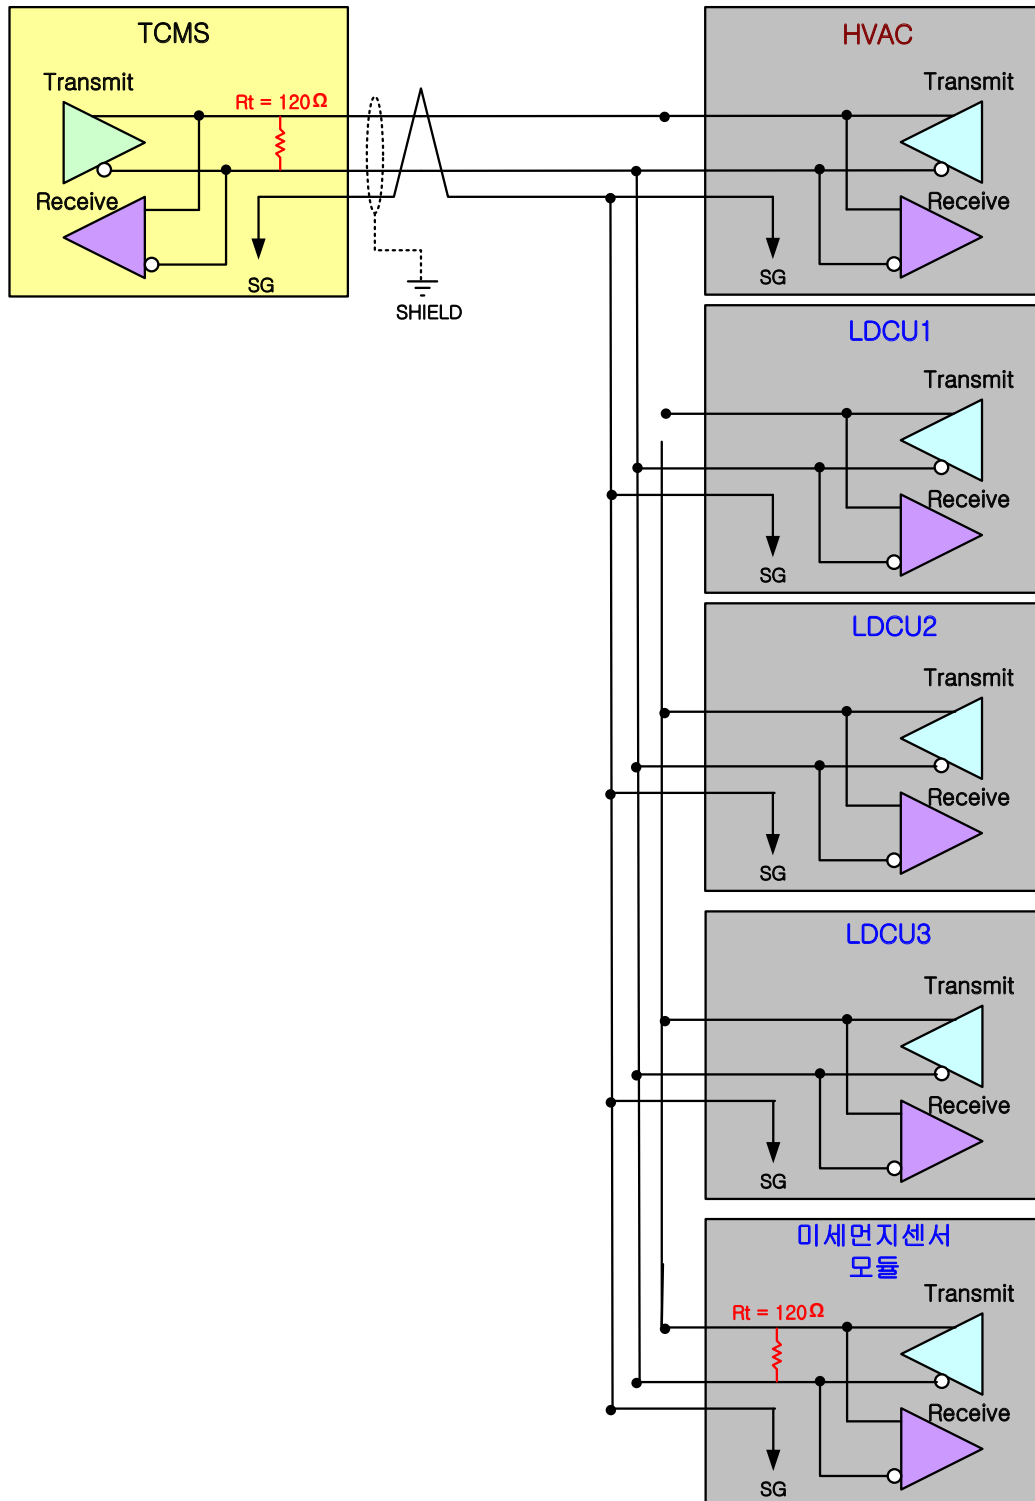 TCMS
Transmit
Rt = 120Ω
Receive
SG
SHIELD
HVAC
Transmit
Receive
SG
LDCU1
Transmit
Receive
SG
LDCU2
Transmit
Receive
SG
LDCU3
Transmit
Receive
SG
미세먼지센서
모듈
Transmit
Rt = 120Ω
Receive
SG